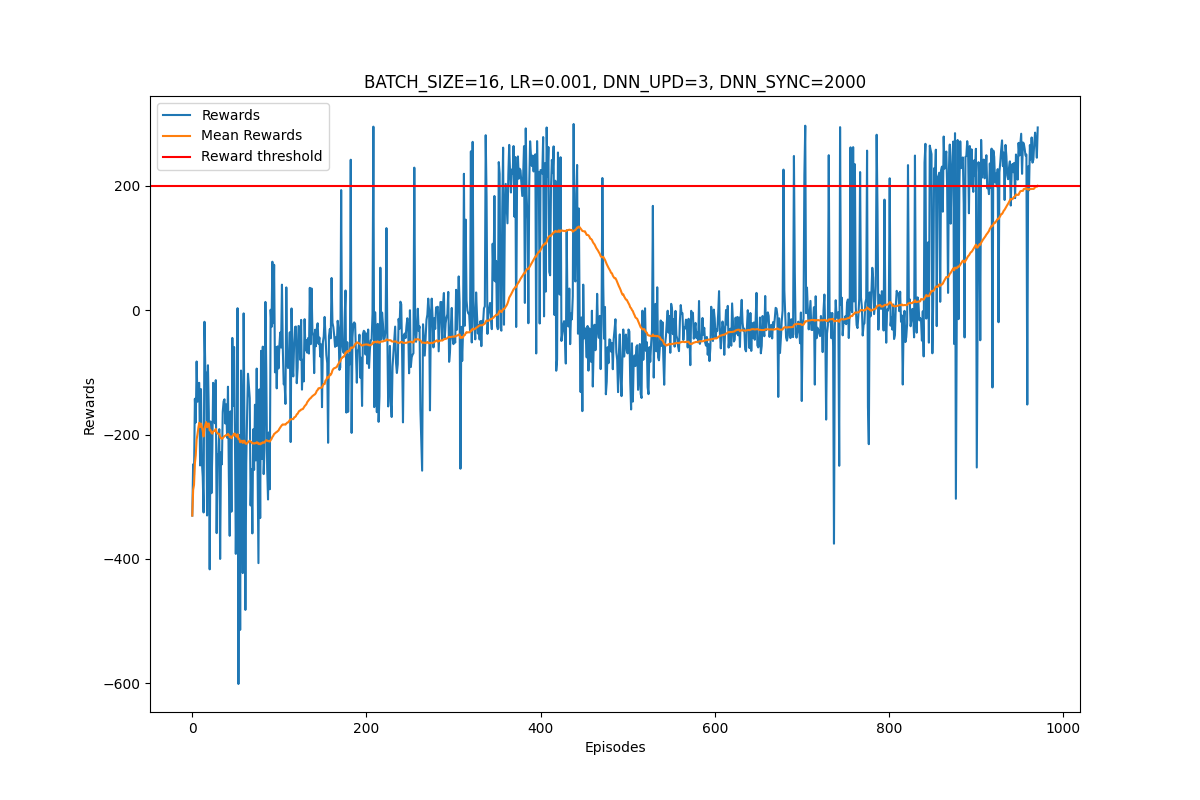 BATCH_SIZE=16, LR=0.001, DNN_UPD=3, DNN_SYNC=2000
Rewards
Mean Rewards
Reward threshold
200
0
−200
−400
−600
Rewards
0
200
400
600
800
1000
Episodes